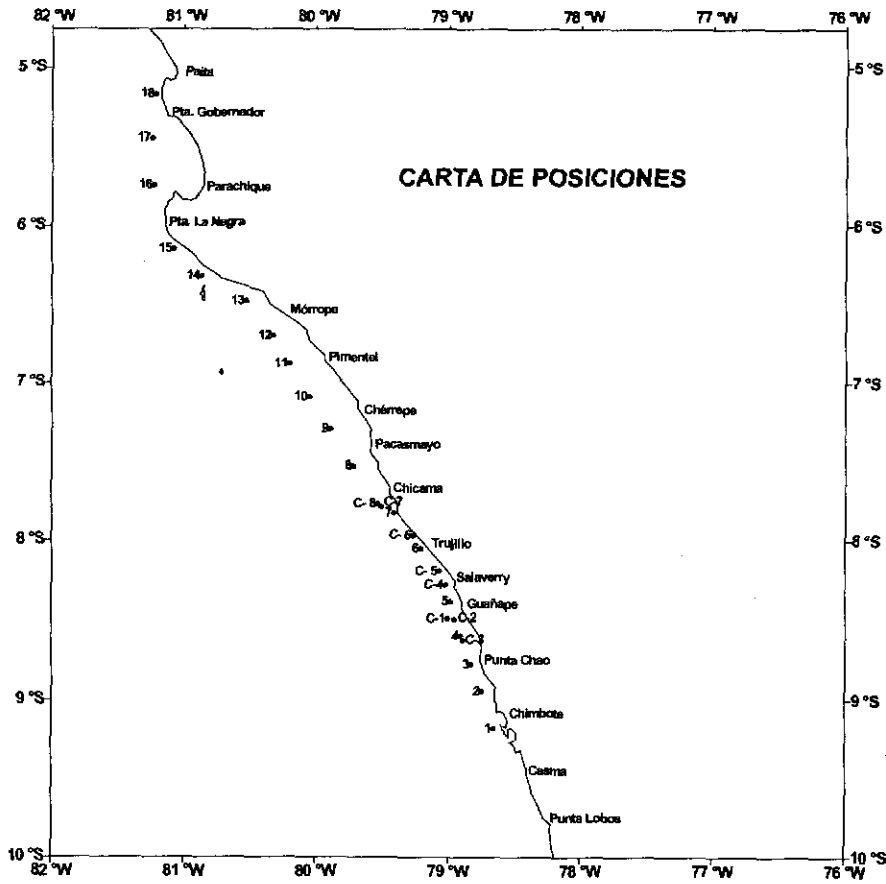 82 °W 81 °W 80 °W 79 °W 78 °W 77 °W 76 °W
5 °S 5 °S
Paita
18
Pta. Gobernador
17
CARTA DE POSICIONES
16 Parachique
6 °S Pta. La Negra 6 °S
15
14
13
Mórrope
12
11 Pimentel
7 °S 7 °S
10
Chérrepe
9
Pacasmayo
8
Chicama
C- 8 C-7
7
8 °S 8 °S
C- 6
6 Trujillo
C- 5
C-4 Salaverry
5 Guañape
C-1 C-2
4 C-3
3 Punta Chao
2
9 °S 9 °S
Chimbote
1
Casma
Punta Lobos
10 °S 10 °S
82 °W 81 °W 80 °W 79 °W 78 °W 77 °W 76 °W